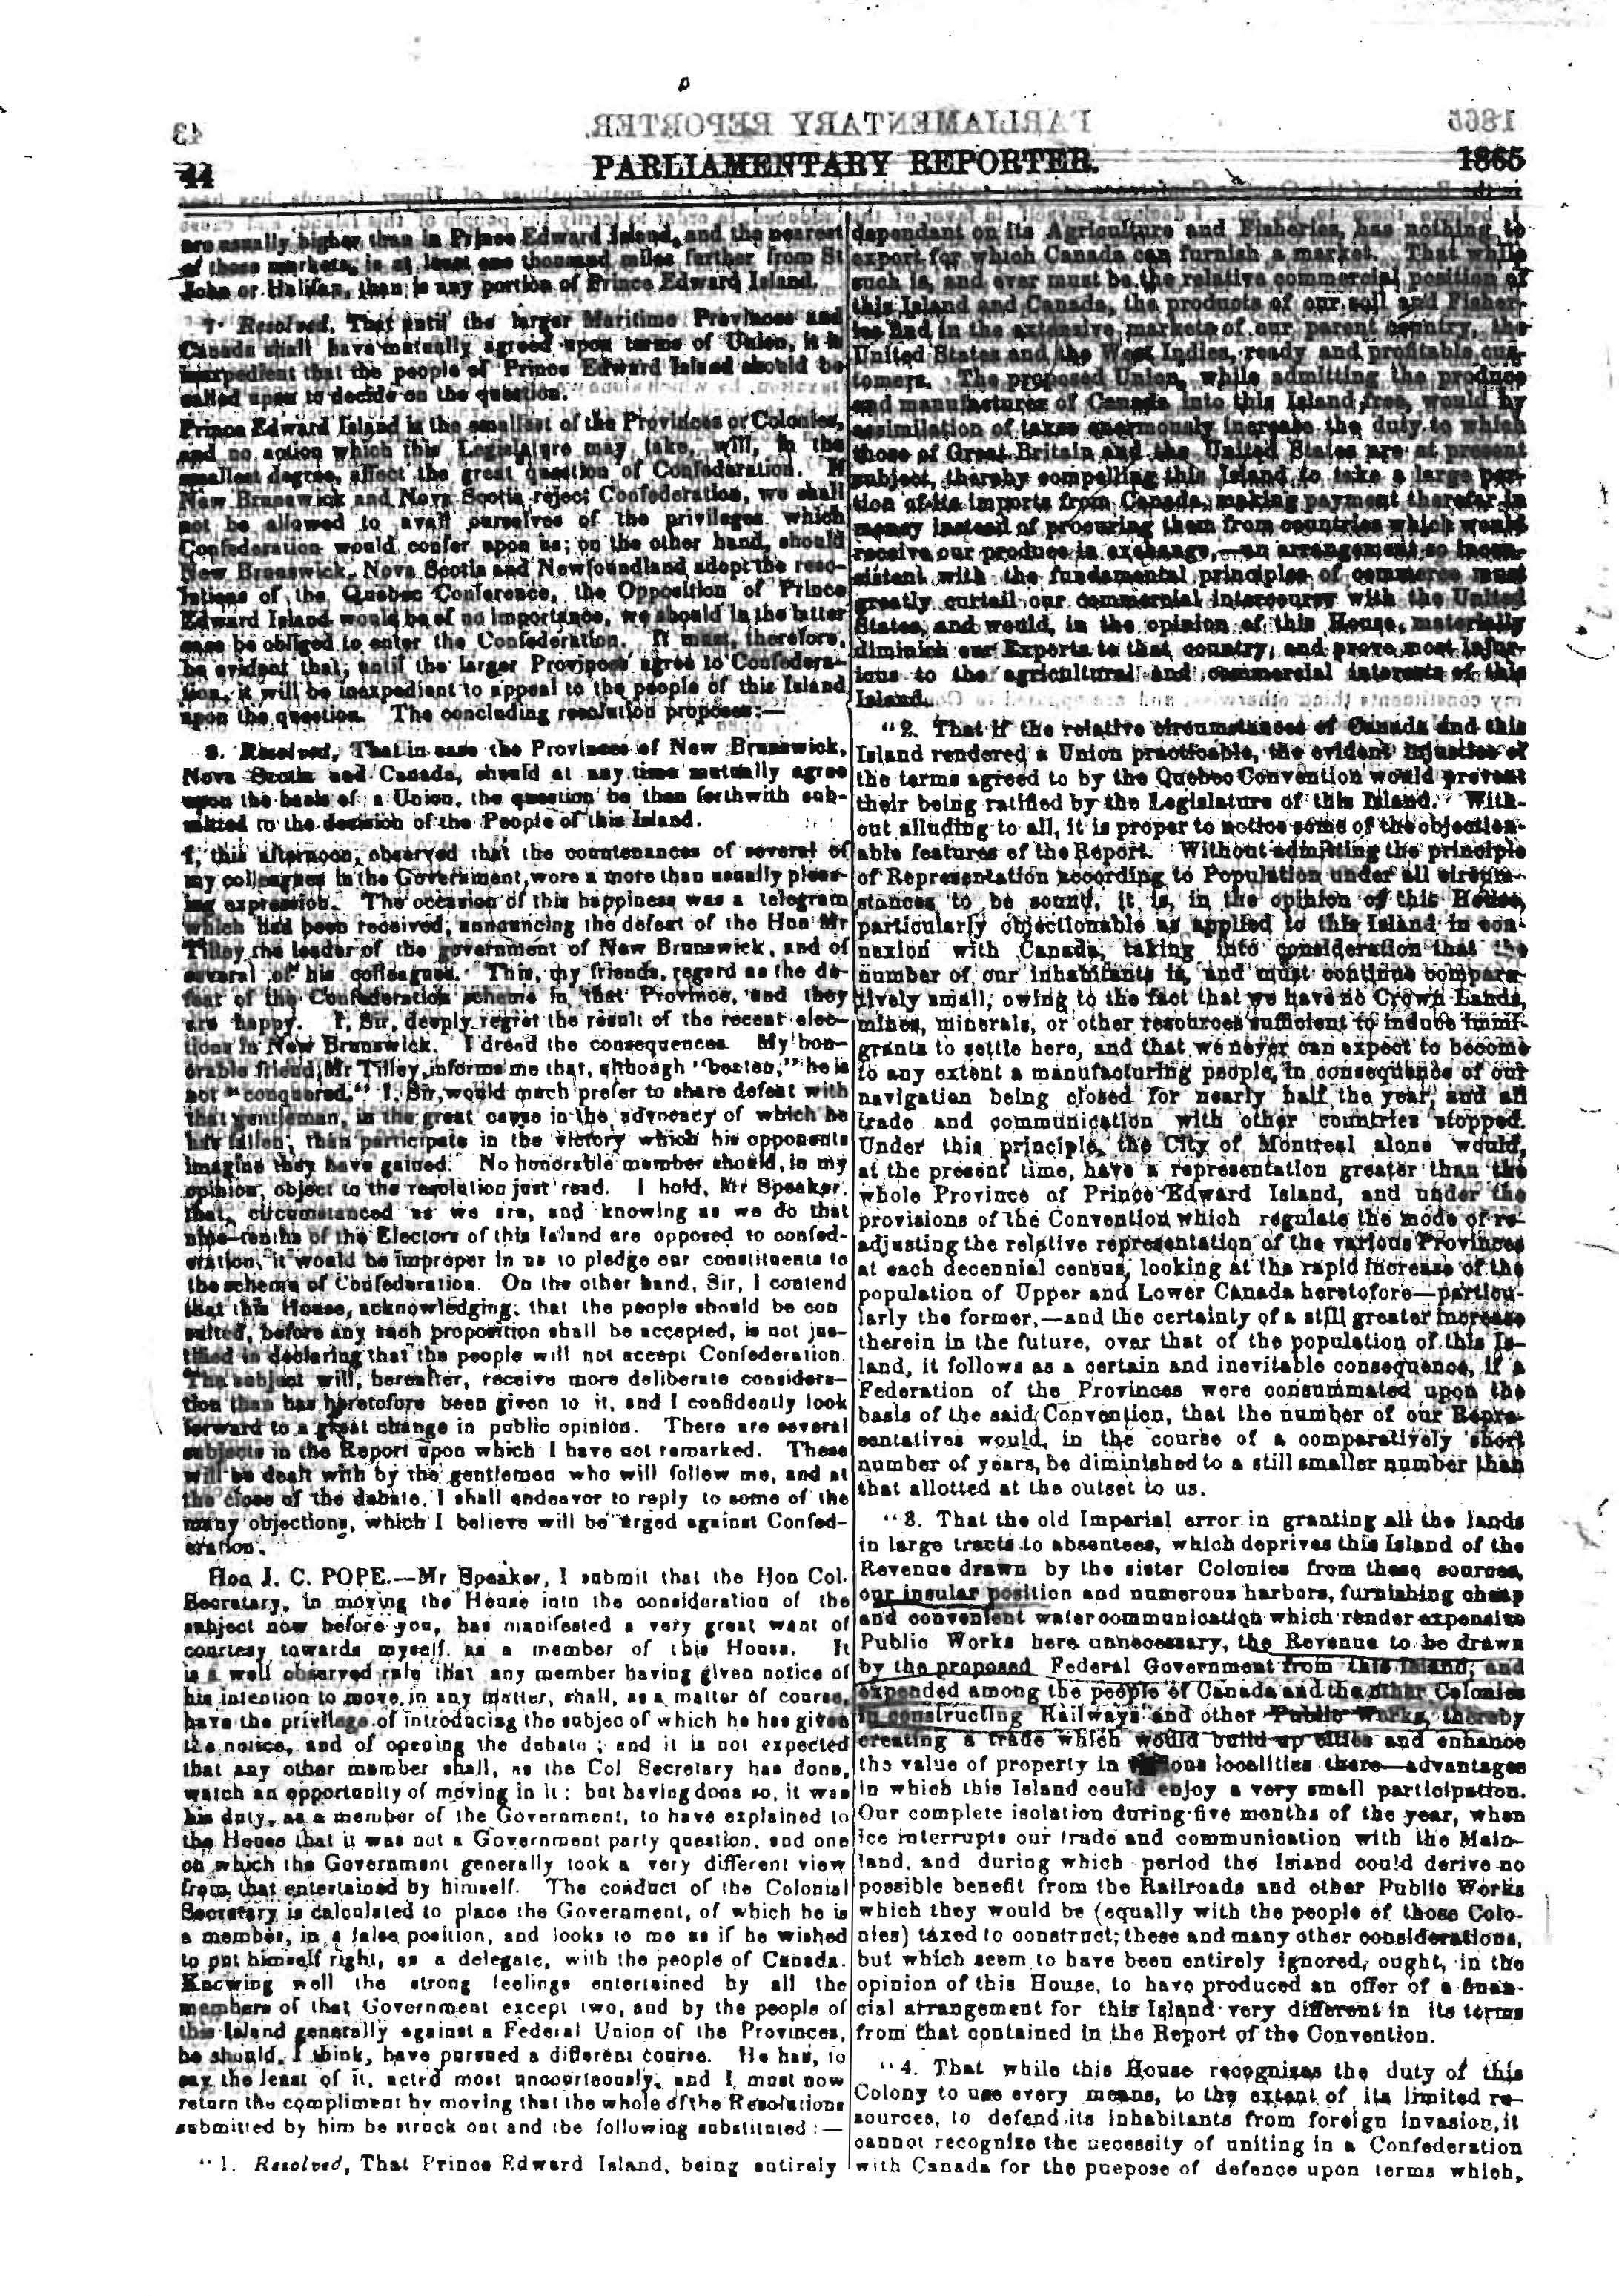 44
PARLIAMENTARY REPORTER.
1865
are usually higher than in Prince Edward Island, and the nearest
of those markets, is at least one thousand miles farther from St
John or Halifax, than is any portion of Prince Edward Island.
7. Resolved, That until the larger Maritime Provinces and
Canada shall have mutually agreed upon terms of Union, it is
inexpedient that the people of Prince Edward Island should be
called upon to decide on the question.
Prince Edward Island is the smallest of the Provinces or Colonies,
and no action which this Legislature may take, will, in the
smallest degree, affect the great question of Confederation. If
New Brunswick and Nova Scotia reject Confederation, we shall
not be allowed to avail ourselves of the privileges which
Confederation would confer upon us; on the other hand, should
New Brunswick, Nova Scotia and Newfoundland adopt the reso-
lutions of the Quebec Conference, the Opposition of Prince
Edward Island would be of no importance, we should in the latter
case be obliged to enter the Confederation. It must, therefore,
be evident that, until the larger Provinces agree to Confedera-
tion, it will be inexpedient to appeal to the people of this Island
upon the question. The concluding resolution proposes:—
8. Resolved, That in case the Provinces of New Brunswick,
Nova Scotia and Canada, should at any time mutually agree
upon the basis of a Union, the question be then forthwith sub-
mitted to the decision of the People of this Island.
I, this afternoon, observed that the countenances of several of
my colleagues in the Government, wore a more than usually pleas-
ing expression. The occasion of this happiness was a telegram
which had been received, announcing the defeat of the Hon Mr
Tilley, the leader of the government of New Brunswick, and of
several of his colleagues. This, my friends, regard as the de-
feat of the Confederation scheme in that Province, and they
are happy. I, Sir, deeply regret the result of the recent elec-
tions in New Brunswick. I dread the consequences. My hon-
orable friend, Mr Tilley, informs me that, although "beaten," he is
not "conquered." I, Sir, would much prefer to share defeat with
that gentleman, in the great cause in the advocacy of which he
has fallen, than participate in the victory which his opponents
imagine they have gained. No honorable member should, in my
opinion, object to the resolution just read. I hold, Mr Speaker,
that, circumstanced as we are, and knowing as we do that
nine-tenths of the Electors of this Island are opposed to confed-
eration, it would be improper in us to pledge our constituents to
the scheme of Confederation. On the other hand, Sir, I contend
that this House, acknowledging that the people should be con
sulted, before any such proposition shall be accepted, is not jus-
tified in declaring that the people will not accept Confederation.
The subject will, hereafter, receive more deliberate considera-
tion than has heretofore been given to it, and I confidently look
forward to a great change in public opinion. There are several
subjects in the Report upon which I have not remarked. These
will be dealt with by the gentlemen who will follow me, and at
the close of the debate, I shall endeavor to reply to some of the
many objections, which I believe will be urged against Confed-
eration.
Hon J. C. POPE.—Mr Speaker, I submit that the Hon Col.
Secretary, in moving the House into the consideration of the
subject now before you, has manifested a very great want of
courtesy towards myself, as a member of this House. It
is a well observed rule that any member having given notice of
his intention to move in any matter, shall, as a matter of course,
have the privilege of introducing the subjec of which he has given
the notice, and of opening the debate; and it is not expected
that any other member shall, as the Col Secretary has done,
watch an opportunity of moving in it: but having done so, it was
his duty, as a member of the Government, to have explained to
the House that it was not a Government party question, and one
on which the Government generally took a very different view
from that entertained by himself. The conduct of the Colonial
Secretary is calculated to place the Government, of which he is
a member, in a false position, and looks to me as if he wished
to put himself right, as a delegate, with the people of Canada.
Knowing well the strong feelings entertained by all the
members of that Government except two, and by the people of
this Island generally against a Federal Union of the Provinces,
he should, I think, have pursued a different course. He has, to
say the least of it, acted most uncourteously, and I must now
return the compliment by moving that the whole of the Resolutions
submitted by him be struck out and the following substituted:—
"1. Resolved, That Prince Edward Island, being entirely
dependant on its Agriculture and Fisheries, has nothing to
export for which Canada can furnish a market. That while
such is, and ever must be the relative commercial position of
this Island and Canada, the products of our soil and Fisher-
ies find in the extensive markets of our parent country, the
United States and the West Indies, ready and profitable cus-
tomers. The proposed Union, while admitting the produce
and manufactures of Canada into this Island free, would by
assimilation of taxes enormously increase the duty to which
those of Great Britain and the United States are at present
subject, thereby compelling this Island to take a large por-
tion of its imports from Canada, making payment therefor in
money instead of procuring them from countries which would
receive our produce in exchange,—an arrangement so incon-
sistent with the fundamental principles of commerce must
greatly curtail our commercial intercourse with the United
States, and would, in the opinion of this House, materially
diminish our Exports to that country, and prove most injur-
ious to the agricultural and commercial interests of this
Island.
"2. That if the relative circumstances of Canada and this
Island rendered a Union practicable, the evident injustice of
the terms agreed to by the Quebec Convention would prevent
their being ratified by the Legislature of this Island. With-
out alluding to all, it is proper to notice some of the objection-
able features of the Report. Without admitting the principle
of Representation according to Population under all circum-
stances to be sound, it is, in the opinion of this House,
particularly objectionable as applied to this Island in con-
nexion with Canada, taking into consideration that the
number of our inhabitants is, and must continue compara-
tively small, owing to the fact that we have no Crown Lands,
mines, minerals, or other resources sufficient to induce immi-
grants to settle here, and that we never can expect to become
to any extent a manufacturing people, in consequence of our
navigation being closed for nearly half the year, and all
trade and communication with other countries stopped.
Under this principle, the City of Montreal alone would,
at the present time, have a representation greater than the
whole Province of Prince Edward Island, and under the
provisions of the Convention which regulate the mode of re-
adjusting the relative representation of the various Provinces
at each decennial census, looking at the rapid increase of the
population of Upper and Lower Canada heretofore—particu-
larly the former,—and the certainty of a still greater increase
therein in the future, over that of the population of this Is-
land, it follows as a certain and inevitable consequence, if a
Federation of the Provinces were consummated upon the
basis of the said Convention, that the number of our Repre-
sentatives would, in the course of a comparatively short
number of years, be diminished to a still smaller number than
that allotted at the outset to us.
"3. That the old Imperial error in granting all the lands
in large tracts to absentees, which deprives this Island of the
Revenue drawn by the sister Colonies from these sources,
our insular position and numerous harbors, furnishing cheap
and convenient water communication which render expensive
Public Works here unnecessary, the Revenue to be drawn
by the proposed Federal Government from this Island, and
expended among the people of Canada and the other Colonies
in constructing Railways and other Public Works, thereby
creating a trade which would build up cities and enhance
the value of property in various localities there—advantages
in which this Island could enjoy a very small participation.
Our complete isolation during five months of the year, when
ice interrupts our trade and communication with the Main-
land, and during which period the Island could derive no
possible benefit from the Railroads and other Public Works
which they would be (equally with the people of those Colo-
nies) taxed to construct; these and many other considerations,
but which seem to have been entirely ignored, ought, in the
opinion of this House, to have produced an offer of a finan-
cial arrangement for this Island very different in its terms
from that contained in the Report of the Convention.
"4. That while this House recognizes the duty of this
Colony to use every means, to the extent of its limited re-
sources, to defend its inhabitants from foreign invasion, it
cannot recognise the necessity of uniting in a Confederation
with Canada for the puepose of defence upon terms which,